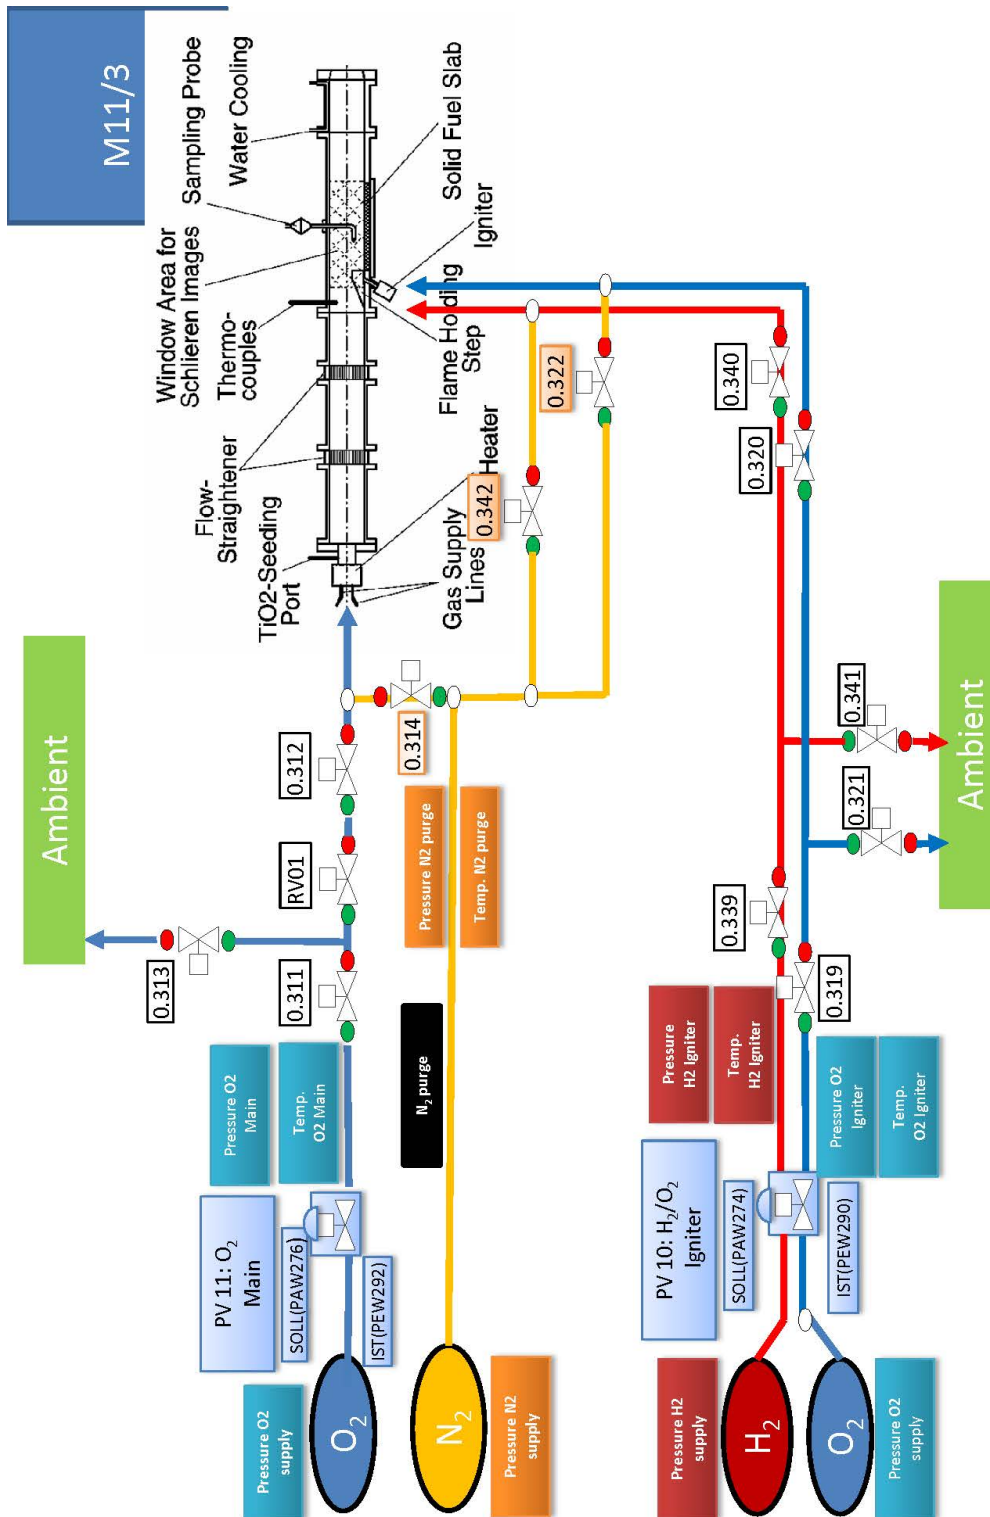 M11/3
Sampling Probe
Water Cooling
Window Area for
Schlieren Images
Thermo-
couples
Flow-
Straightener
TiO2-Seeding
Port
Solid Fuel Slab
Igniter
Flame Holding
Step
Heater
Gas Supply
Lines
Ambient
0.313
0.311
RV01
0.312
0.314
0.342
0.322
Pressure O2
Main
Temp.
O2 Main
PV 11: O2
Main
SOLL(PAW276)
IST(PEW292)
Pressure O2
supply
O2
Pressure N2 purge
Temp. N2 purge
N2 purge
N2
Pressure N2
supply
0.340
0.320
0.341
0.321
0.339
0.319
Ambient
Pressure
H2 Igniter
Temp.
H2 Igniter
Pressure O2
Igniter
Temp.
O2 Igniter
PV 10: H2/O2
Igniter
SOLL(PAW274)
IST(PEW290)
Pressure H2
supply
H2
O2
Pressure O2
supply